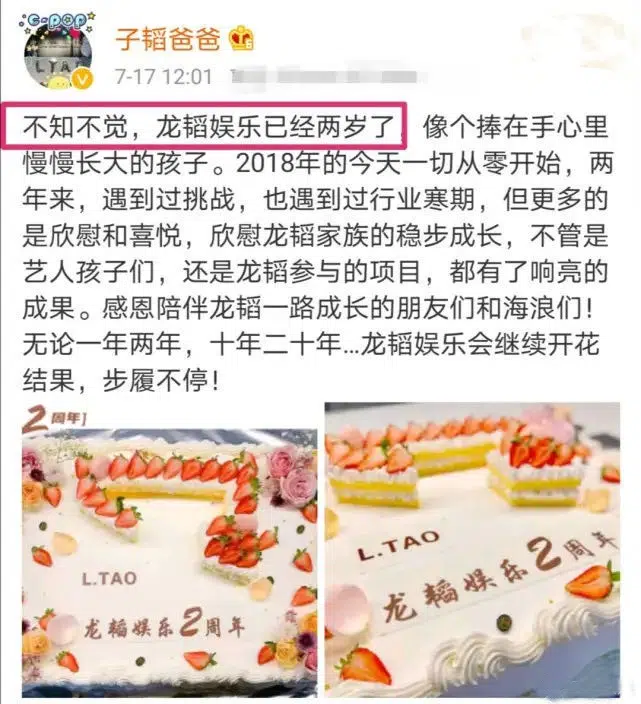 C-POP
L.TAO
子韬爸爸
7-17 12:01
不知不觉，龙韬娱乐已经两岁了，像个捧在手心里
慢慢长大的孩子。2018年的今天一切从零开始，两
年来，遇到过挑战，也遇到过行业寒期，但更多的
是欣慰和喜悦，欣慰龙韬家族的稳步成长，不管是
艺人孩子们，还是龙韬参与的项目，都有了响亮的
成果。感恩陪伴龙韬一路成长的朋友们和海浪们！
无论一年两年，十年二十年...龙韬娱乐会继续开花
结果，步履不停！
2周年
L.TAO
龙韬娱乐2周年
L.TAO
龙韬娱乐2周年